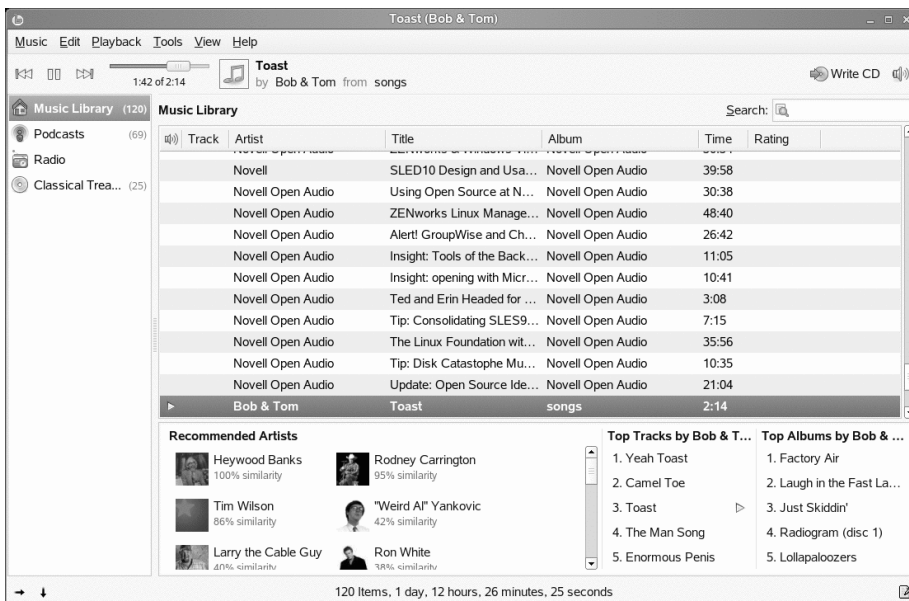 Toast (Bob & Tom)
Music Edit Playback Tools View Help
Toast
1:42 of 2:14 by Bob & Tom from songs Write CD
Music Library (120)
Podcasts (69)
Radio
Classical Trea... (25)
Music Library Search:
Track Artist Title Album Time Rating
Novell SLED10 Design and Usa... Novell Open Audio 39:58
Novell Open Audio Using Open Source at N... Novell Open Audio 30:38
Novell Open Audio ZENworks Linux Manage... Novell Open Audio 48:40
Novell Open Audio Alert! GroupWise and Ch... Novell Open Audio 26:42
Novell Open Audio Insight: Tools of the Back... Novell Open Audio 11:05
Novell Open Audio Insight: opening with Micr... Novell Open Audio 10:41
Novell Open Audio Ted and Erin Headed for ... Novell Open Audio 3:08
Novell Open Audio Tip: Consolidating SLES9... Novell Open Audio 7:15
Novell Open Audio The Linux Foundation wit... Novell Open Audio 35:56
Novell Open Audio Tip: Disk Catastophe Mu... Novell Open Audio 10:35
Novell Open Audio Update: Open Source Ide... Novell Open Audio 21:04
Bob & Tom Toast songs 2:14
Recommended Artists
Heywood Banks
100% similarity
Rodney Carrington
95% similarity
Tim Wilson
86% similarity
"Weird Al" Yankovic
42% similarity
Larry the Cable Guy
40% similarity
Ron White
38% similarity
Top Tracks by Bob & T...
1. Yeah Toast
2. Camel Toe
3. Toast
4. The Man Song
5. Enormous Penis
Top Albums by Bob & ...
1. Factory Air
2. Laugh in the Fast La...
3. Just Skiddin'
4. Radiogram (disc 1)
5. Lollapaloozers
120 Items, 1 day, 12 hours, 26 minutes, 25 seconds